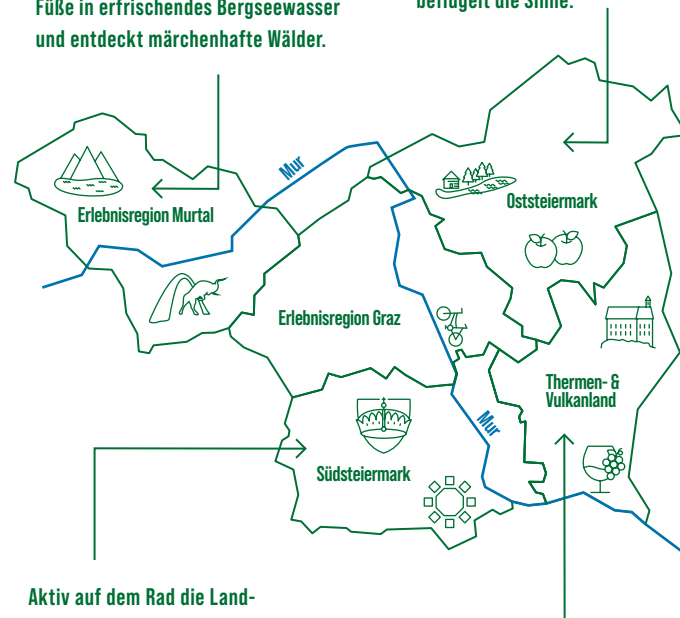 Füße in erfrischendes Bergseewasser
und entdeckt märchenhafte Wälder.
beflügelt die Sinne.
Mur
Erlebnisregion Murtal
Oststeiermark
Erlebnisregion Graz
Thermen- &
Vulkanland
Mur
Südsteiermark
Aktiv auf dem Rad die Land-